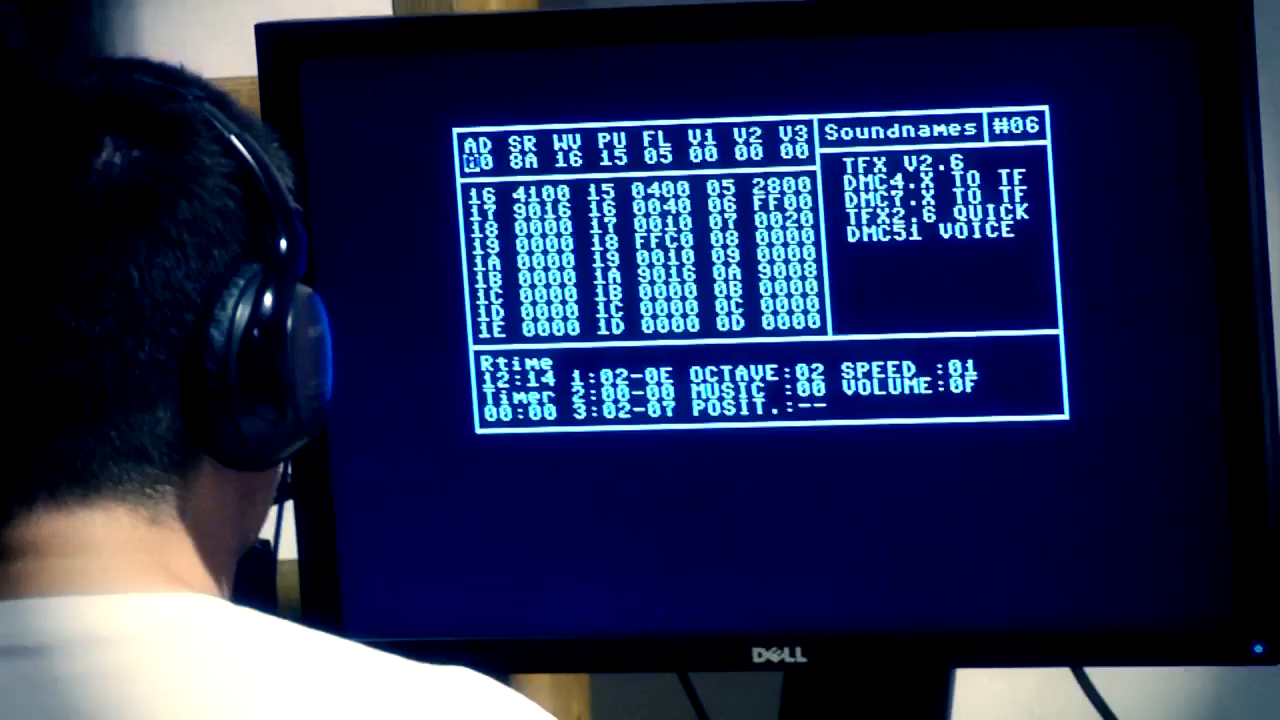 AD SR WV PU FL V1 V2 V3
00 8A 16 15 05 00 00 00
Soundnames #06
16 4100 15 0400 05 2800
17 9016 16 0040 06 FF00
18 0000 17 0010 07 0020
19 0000 18 FFC0 08 0000
1A 0000 19 0010 09 0000
1B 0000 1A 9016 0A 9008
1C 0000 1B 0000 0B 0000
1D 0000 1C 0000 0C 0000
1E 0000 1D 0000 0D 0000
TFX V2.6
DMC4.X TO TF
DMC7.X TO TF
TFX2.6 QUICK
DMC5i VOICE
Rtime
12:14 1:02-0E OCTAVE:02 SPEED :01
Timer 2:00-00 MUSIC :00 VOLUME:0F
00:00 3:02-07 POSIT.:--
DELL